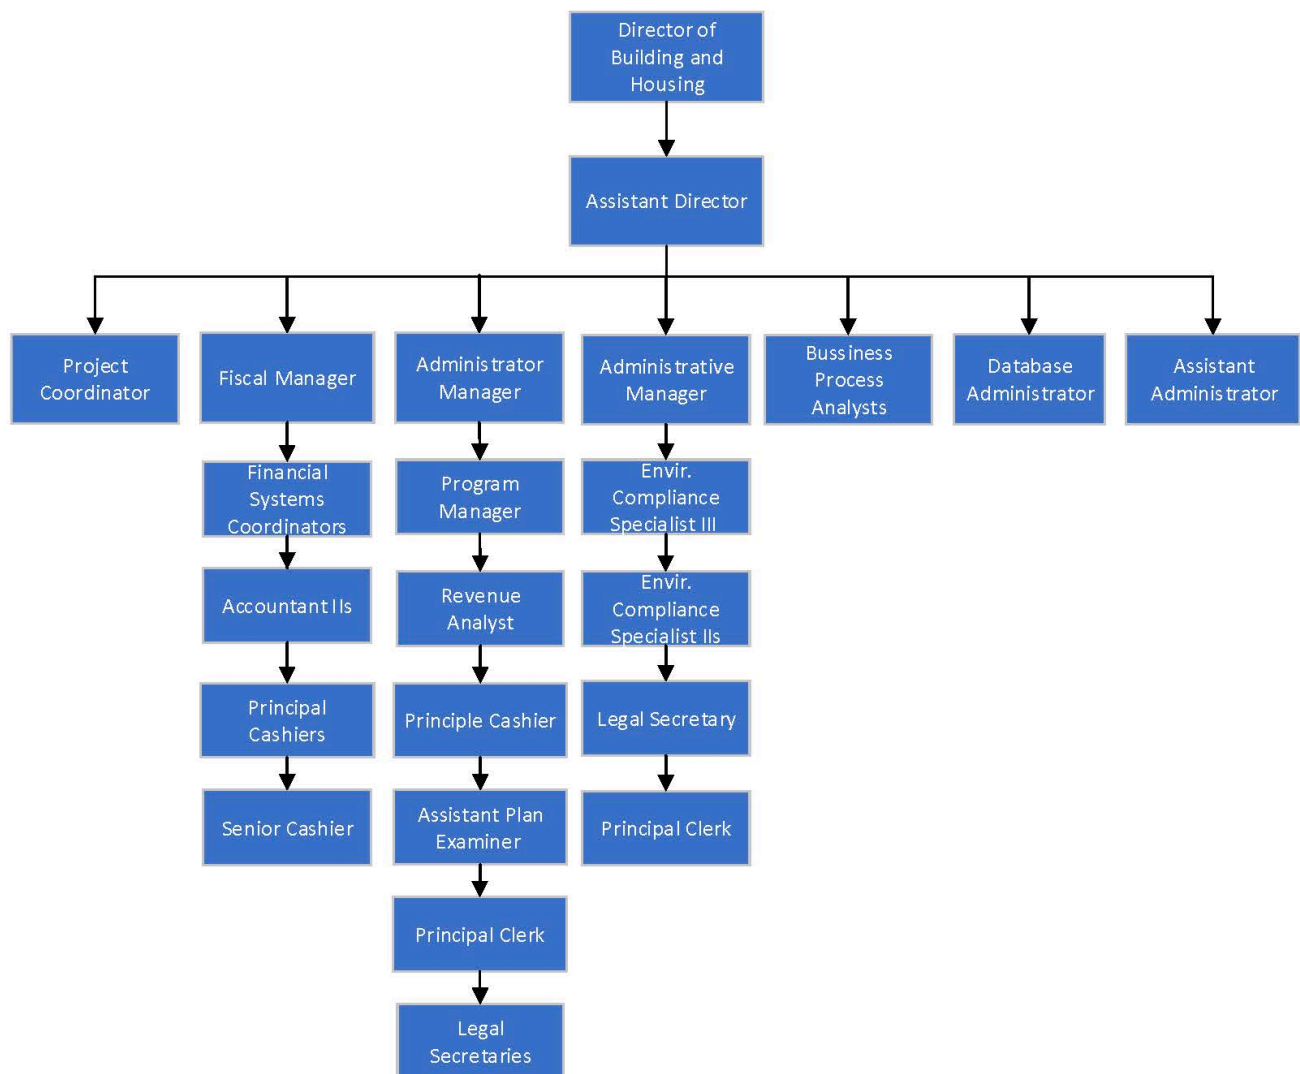 Director of
Building and
Housing
Assistant Director
Project
Coordinator
Fiscal Manager
Administrator
Manager
Administrative
Manager
Bussiness
Process
Analysts
Database
Administrator
Assistant
Administrator
Financial
Systems
Coordinators
Program
Manager
Envir.
Compliance
Specialist III
Accountant IIs
Revenue
Analyst
Envir.
Compliance
Specialist IIs
Principal
Cashiers
Principle Cashier
Legal Secretary
Senior Cashier
Assistant Plan
Examiner
Principal Clerk
Principal Clerk
Legal
Secretaries